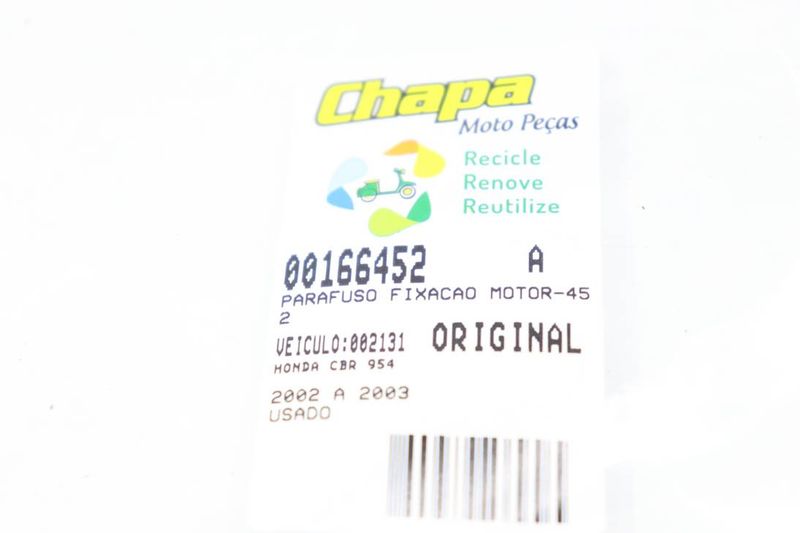 Chapa
Moto Peças
Recicle
Renove
Reutilize
00166452 A
PARAFUSO FIXACAO MOTOR-45
2
VEICULO:002131 ORIGINAL
HONDA CBR 954
2002 A 2003
USADO